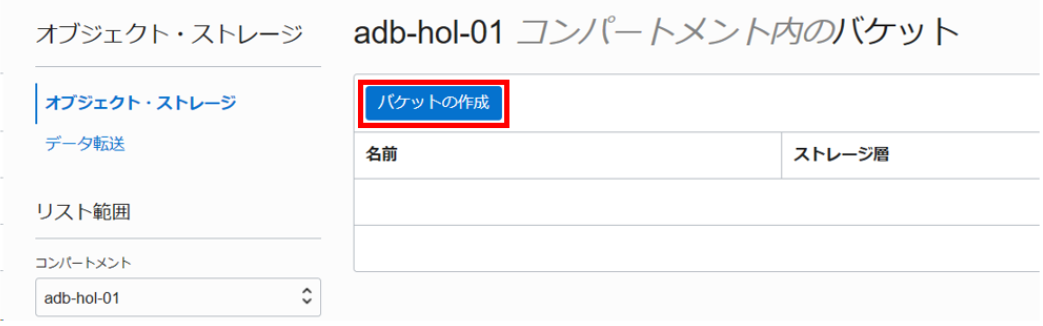 オブジェクト・ストレージ
オブジェクト・ストレージ
データ転送
リスト範囲
コンパートメント
adb-hol-01
adb-hol-01 コンパートメント内のバケット
バケットの作成
名前 ストレージ層